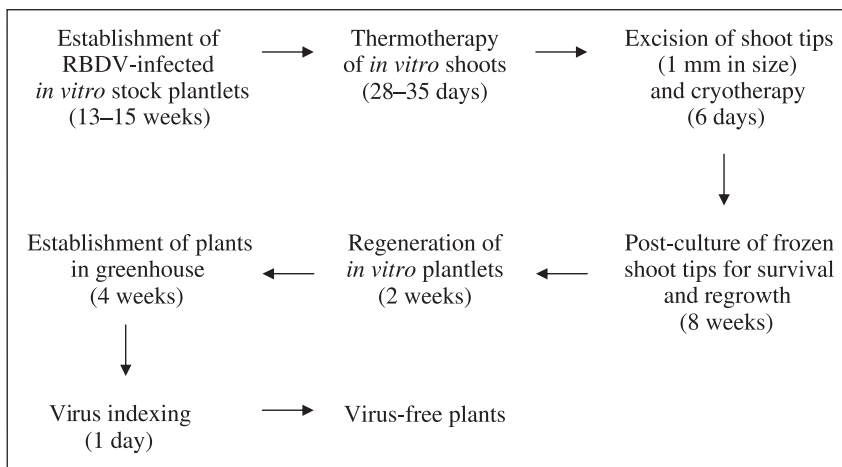 Establishment of
RBDV-infected
in vitro stock plantlets
(13–15 weeks)
Thermotherapy
of in vitro shoots
(28–35 days)
Excision of shoot tips
(1 mm in size)
and cryotherapy
(6 days)
Post-culture of frozen
shoot tips for survival
and regrowth
(8 weeks)
Regeneration of
in vitro plantlets
(2 weeks)
Establishment of plants
in greenhouse
(4 weeks)
Virus indexing
(1 day)
Virus-free plants